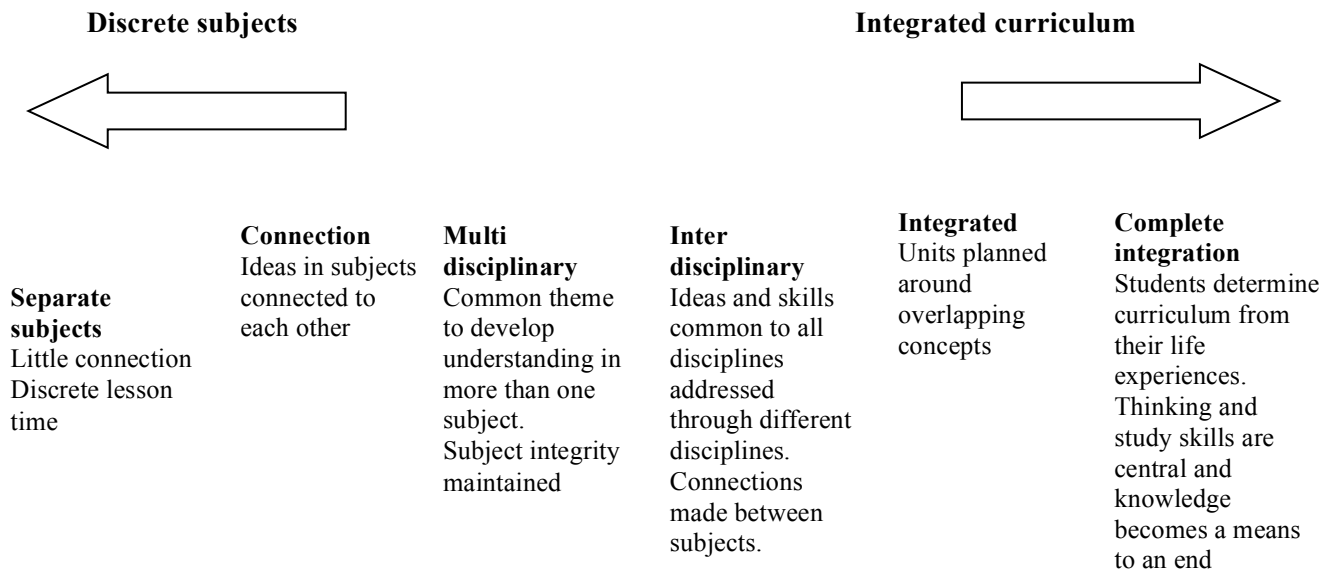 Discrete subjects
Integrated curriculum
Separate
subjects
Little connection
Discrete lesson
time
Connection
Ideas in subjects
connected to
each other
Multi
disciplinary
Common theme
to develop
understanding in
more than one
subject.
Subject integrity
maintained
Inter
disciplinary
Ideas and skills
common to all
disciplines
addressed
through different
disciplines.
Connections
made between
subjects.
Integrated
Units planned
around
overlapping
concepts
Complete
integration
Students determine
curriculum from
their life
experiences.
Thinking and
study skills are
central and
knowledge
becomes a means
to an end